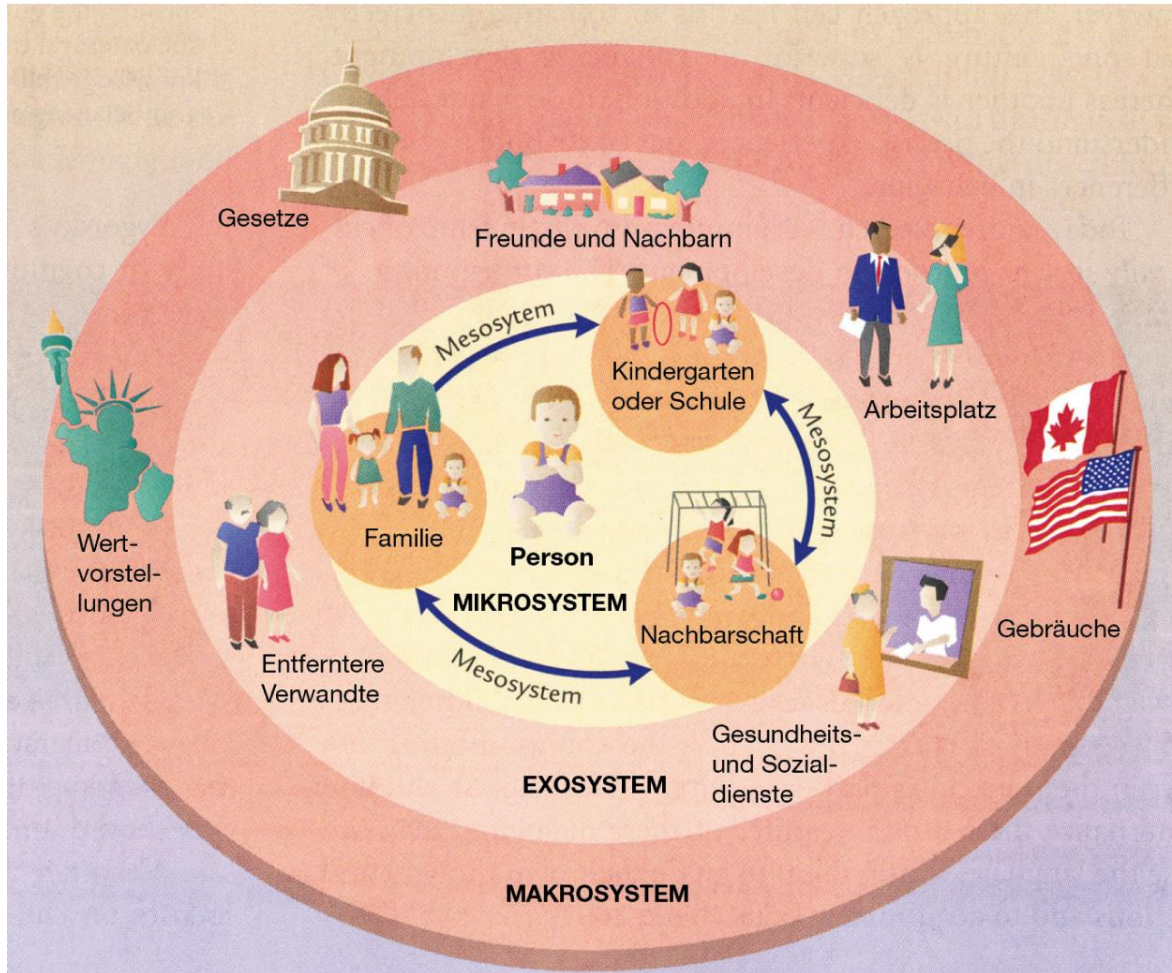 Gesetze
Freunde und Nachbarn
Mesosytem
Kindergarten
oder Schule
Arbeitsplatz
Mesosystem
Wert-
vorstel-
lungen
Familie
Person
MIKROSYSTEM
Nachbarschaft
Gebräuche
Entferntere
Verwandte
Mesosystem
Gesundheits-
und Sozial-
dienste
EXOSYSTEM
MAKROSYSTEM